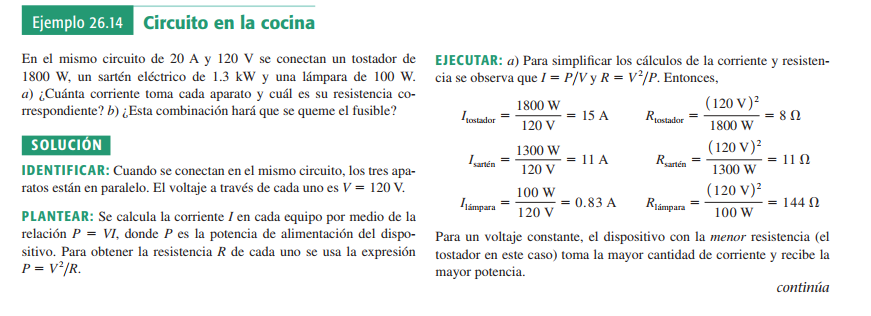 Ejemplo 26.14 Circuito en la cocina
En el mismo circuito de 20 A y 120 V se conectan un tostador de
1800 W, un sartén eléctrico de 1.3 kW y una lámpara de 100 W.
a) ¿Cuánta corriente toma cada aparato y cuál es su resistencia co-
rrespondiente? b) ¿Esta combinación hará que se queme el fusible?
SOLUCIÓN
IDENTIFICAR: Cuando se conectan en el mismo circuito, los tres apa-
ratos están en paralelo. El voltaje a través de cada uno es V = 120 V.
PLANTEAR: Se calcula la corriente I en cada equipo por medio de la
relación P = VI, donde P es la potencia de alimentación del dispo-
sitivo. Para obtener la resistencia R de cada uno se usa la expresión
P = V²/R.
EJECUTAR: a) Para simplificar los cálculos de la corriente y resisten-
cia se observa que I = P/V y R = V²/P. Entonces,
I_tostador = 1800 W / 120 V = 15 A R_tostador = (120 V)² / 1800 W = 8 Ω
I_sartén = 1300 W / 120 V = 11 A R_sartén = (120 V)² / 1300 W = 11 Ω
I_lámpara = 100 W / 120 V = 0.83 A R_lámpara = (120 V)² / 100 W = 144 Ω
Para un voltaje constante, el dispositivo con la menor resistencia (el
tostador en este caso) toma la mayor cantidad de corriente y recibe la
mayor potencia.
continúa